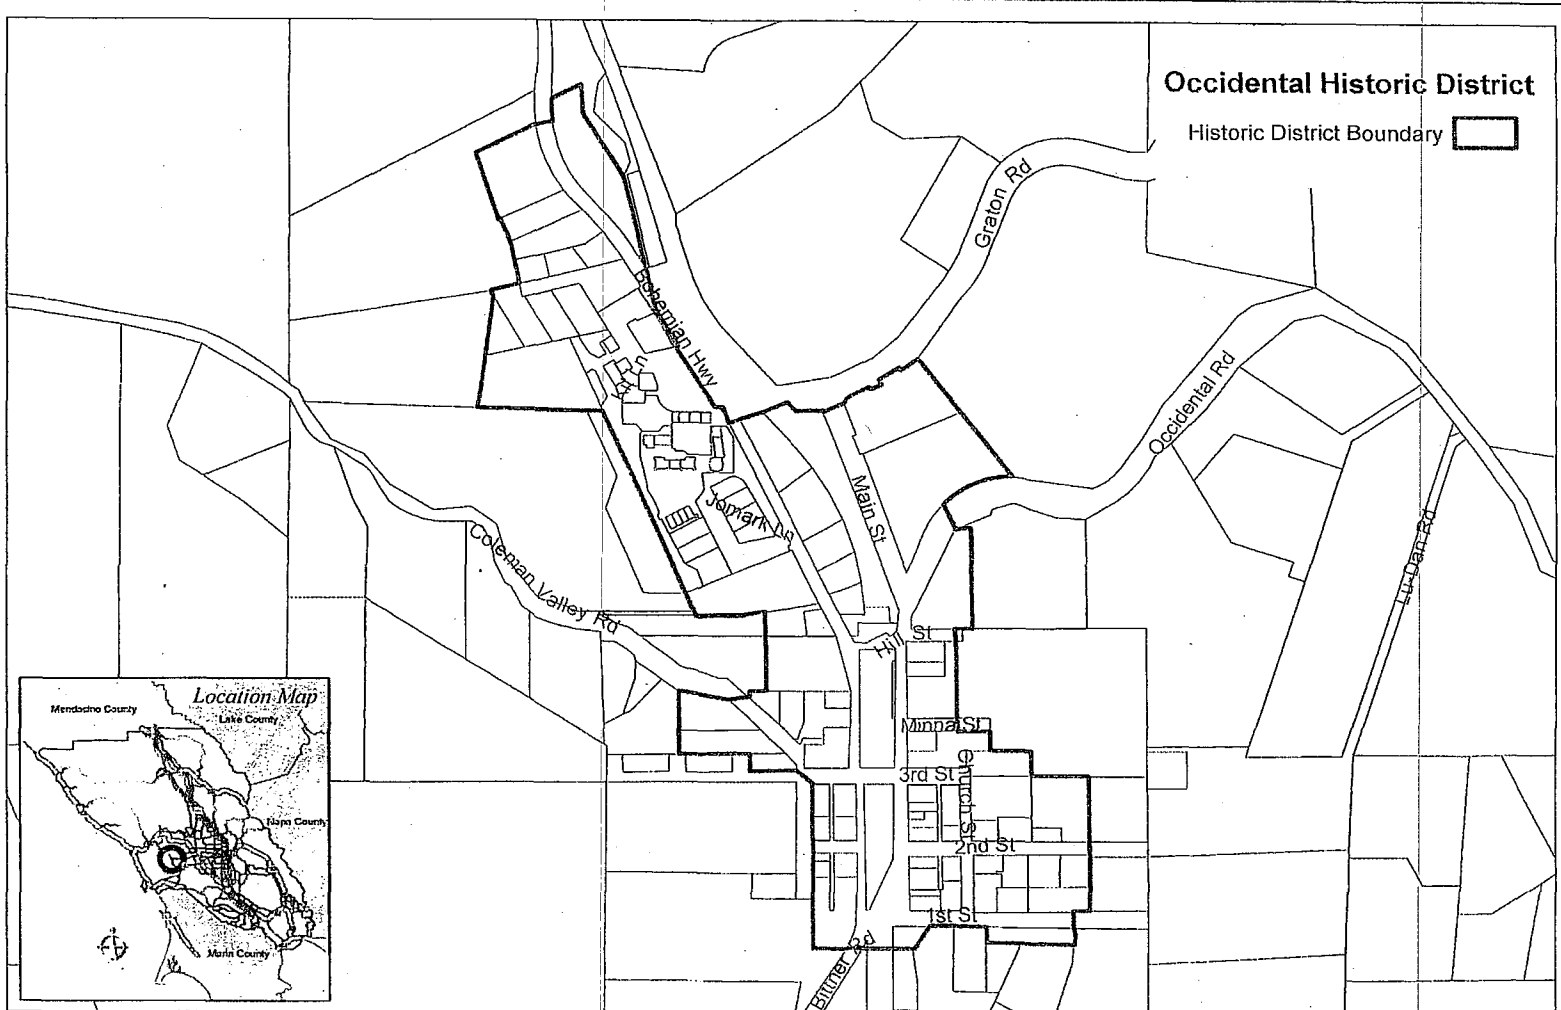 Occidental Historic District
Historic District Boundary
Graton Rd
Bohemian Hwy
Occidental Rd
Main St
Jomark Ln
Lu-Dan Rd
Coleman Valley Rd
Hill St
Minna St
Church St
3rd St
2nd St
1st St
Bittner Rd
Location Map
Mendocino County
Lake County
Napa County
Marin County